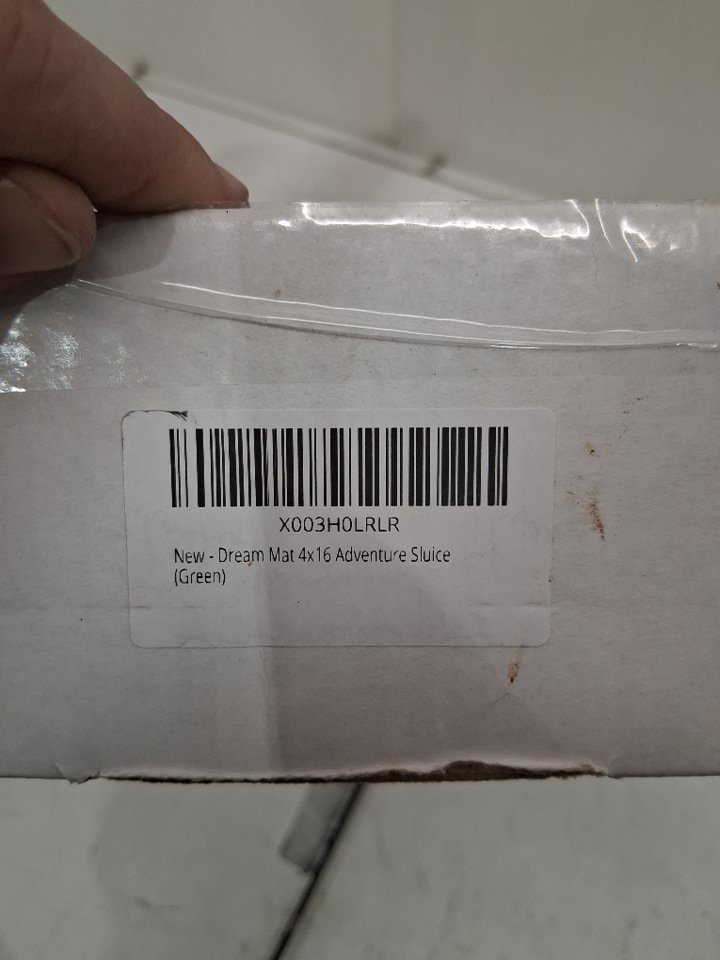 X003H0LRLR
New - Dream Mat 4x16 Adventure Sluice
(Green)